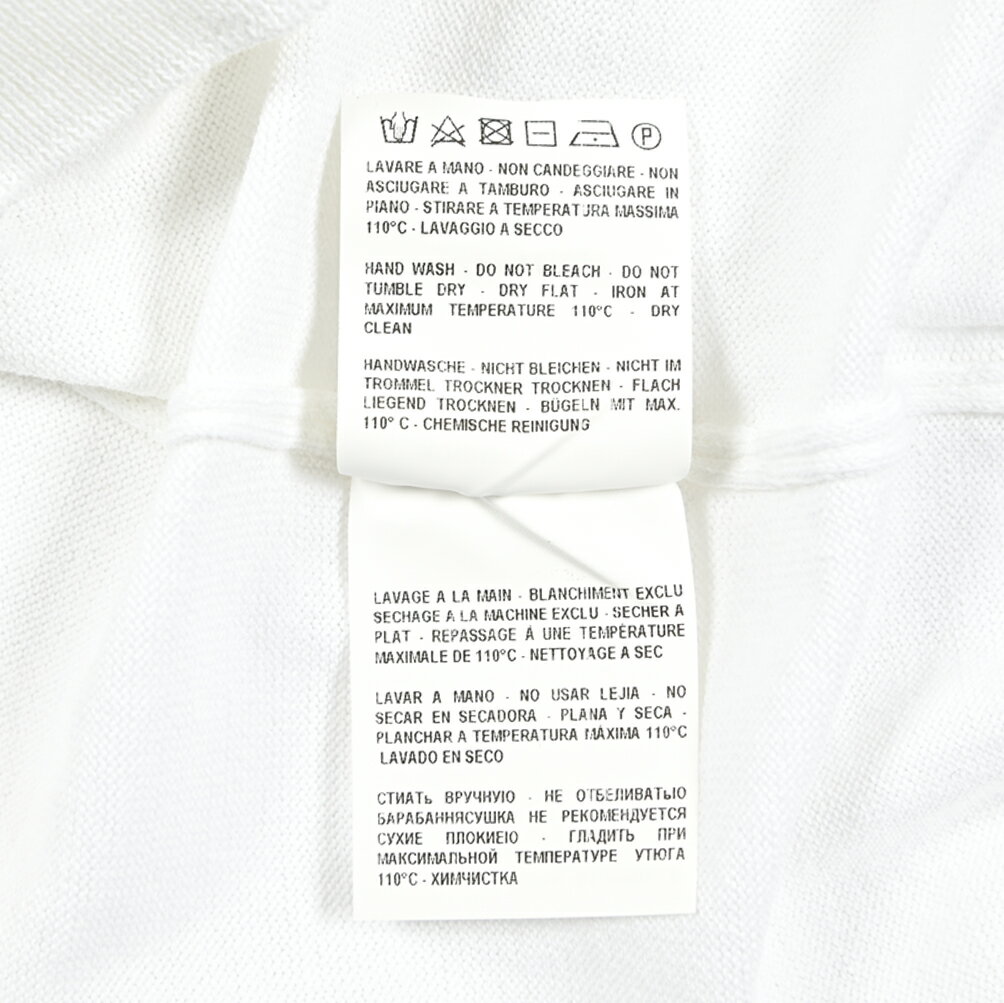 LAVARE A MANO - NON CANDEGGIARE - NON
ASCIUGARE A TAMBURO - ASCIUGARE IN
PIANO - STIRARE A TEMPERATURA MASSIMA
110°C - LAVAGGIO A SECCO
HAND WASH - DO NOT BLEACH - DO NOT
TUMBLE DRY - DRY FLAT - IRON AT
MAXIMUM TEMPERATURE 110°C - DRY
CLEAN
HANDWASCHE - NICHT BLEICHEN - NICHT IM
TROMMEL TROCKNER TROCKNEN - FLACH
LIEGEND TROCKNEN - BÜGELN MIT MAX.
110° C - CHEMISCHE REINIGUNG
LAVAGE A LA MAIN - BLANCHIMENT EXCLU
SECHAGE A LA MACHINE EXCLU - SECHER A
PLAT - REPASSAGE À UNE TEMPÉRATURE
MAXIMALE DE 110°C - NETTOYAGE A SEC
LAVAR A MANO - NO USAR LEJIA - NO
SECAR EN SECADORA - PLANA Y SECA -
PLANCHAR A TEMPERATURA MÁXIMA 110°C
LAVADO EN SECO
СТИАТЬ ВРУЧНУЮ - НЕ ОТБЕЛИВАТЬЮ
БАРАБАННЯСУШКА НЕ РЕКОМЕНДУЕТСЯ
СУХИЕ ПЛОКИЕІО - ГЛАДИТЬ ПРИ
МАКСИМАЛЬНОЙ ТЕМПЕРАТУРЕ УТЮГА
110°C - ХИМЧИСТКА